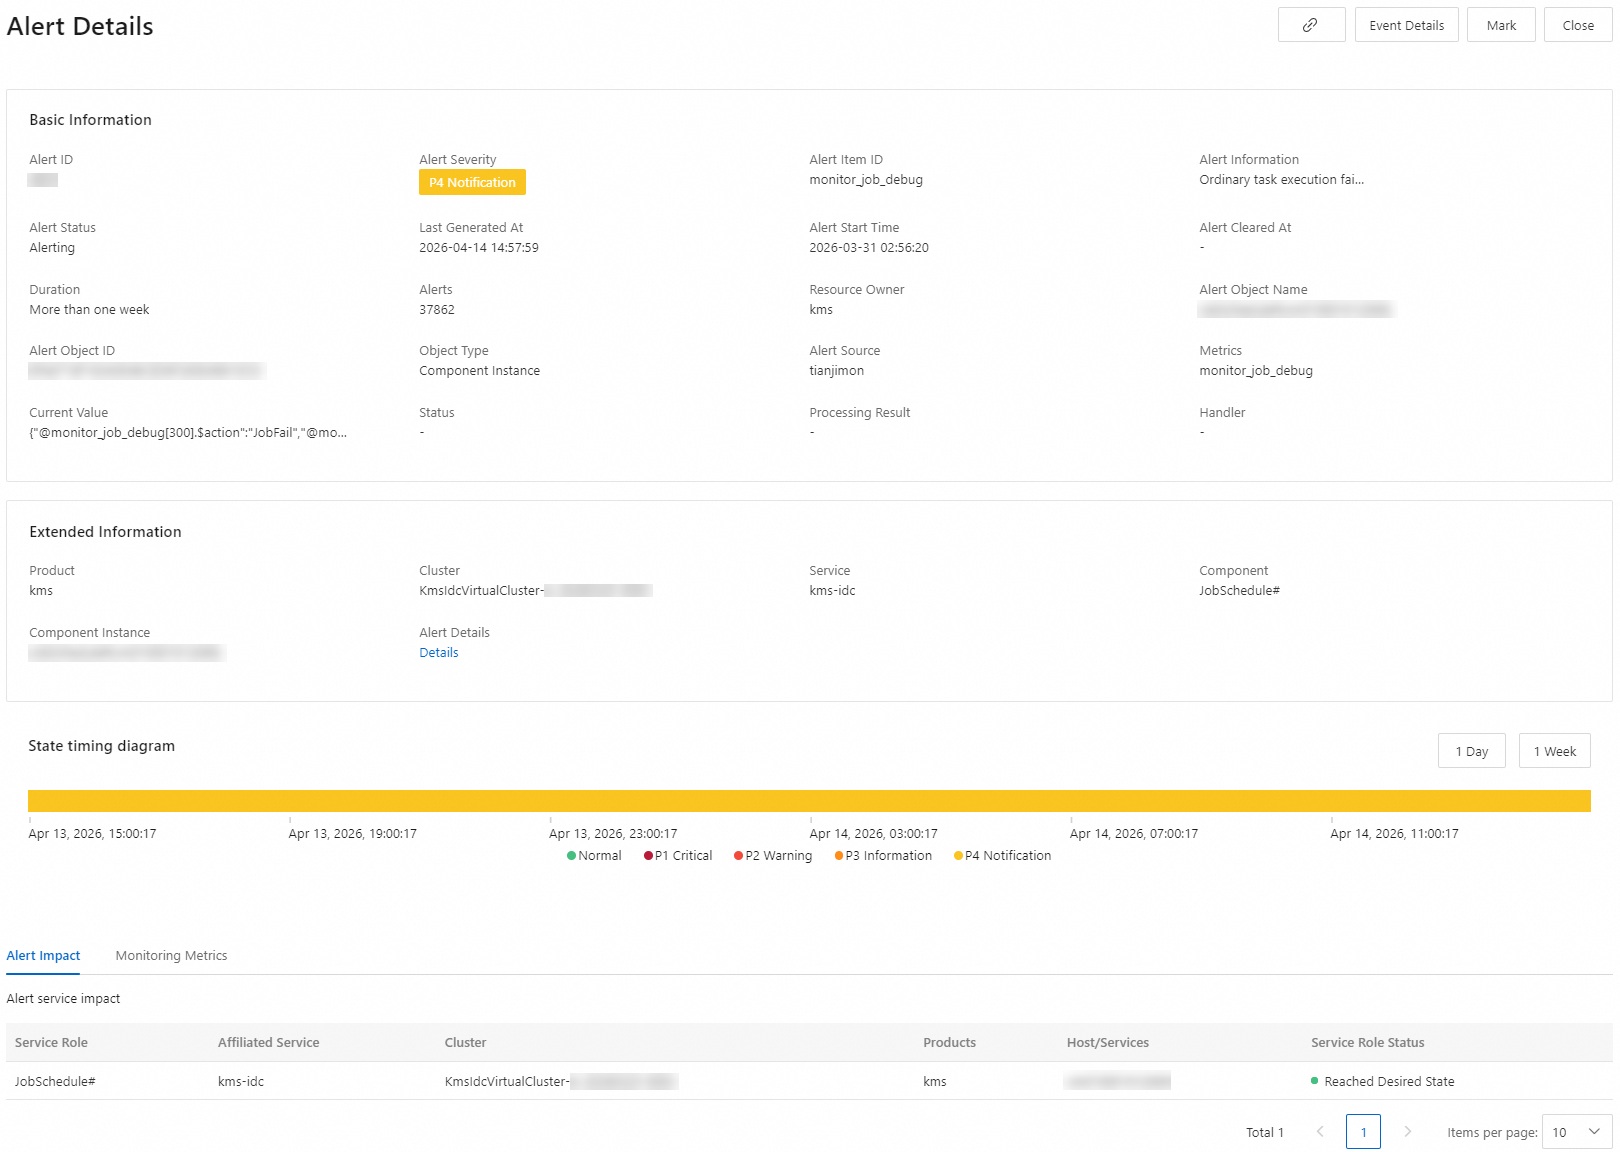 Alert Details
Event Details Mark Close
Basic Information
Alert ID Alert Severity Alert Item ID Alert Information
P4 Notification monitor_job_debug Ordinary task execution fai...
Alert Status Last Generated At Alert Start Time Alert Cleared At
Alerting 2026-04-14 14:57:59 2026-03-31 02:56:20 -
Duration Alerts Resource Owner Alert Object Name
More than one week 37862 kms
Alert Object ID Object Type Alert Source Metrics
Component Instance tianjimon monitor_job_debug
Current Value Status Processing Result Handler
{"@monitor_job_debug[300].$action":"JobFail","@mo... - - -
Extended Information
Product Cluster Service Component
kms KmsIdcVirtualCluster- kms-idc JobSchedule#
Component Instance Alert Details
Details
State timing diagram
1 Day 1 Week
Apr 13, 2026, 15:00:17 Apr 13, 2026, 19:00:17 Apr 13, 2026, 23:00:17 Apr 14, 2026, 03:00:17 Apr 14, 2026, 07:00:17 Apr 14, 2026, 11:00:17
Normal P1 Critical P2 Warning P3 Information P4 Notification
Alert Impact Monitoring Metrics
Alert service impact
Service Role Affiliated Service Cluster Products Host/Services Service Role Status
JobSchedule# kms-idc KmsIdcVirtualCluster- kms Reached Desired State
Total 1 1 Items per page: 10